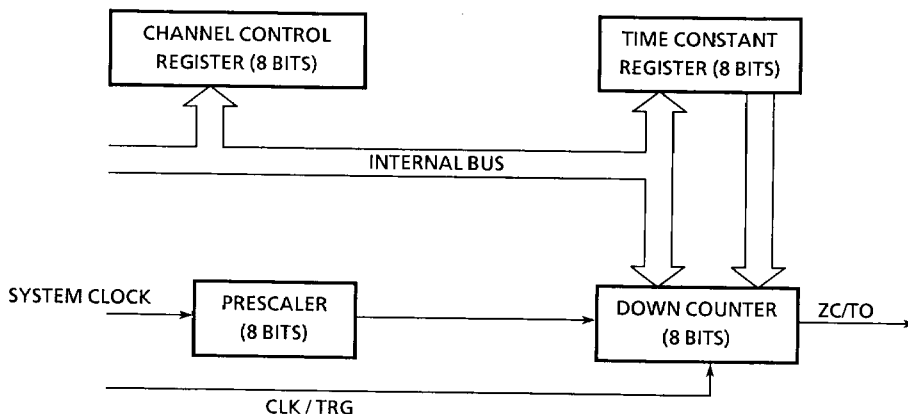 CHANNEL CONTROL
REGISTER (8 BITS)
TIME CONSTANT
REGISTER (8 BITS)
INTERNAL BUS
SYSTEM CLOCK
PRESCALER
(8 BITS)
DOWN COUNTER
(8 BITS)
ZC/TO
CLK / TRG